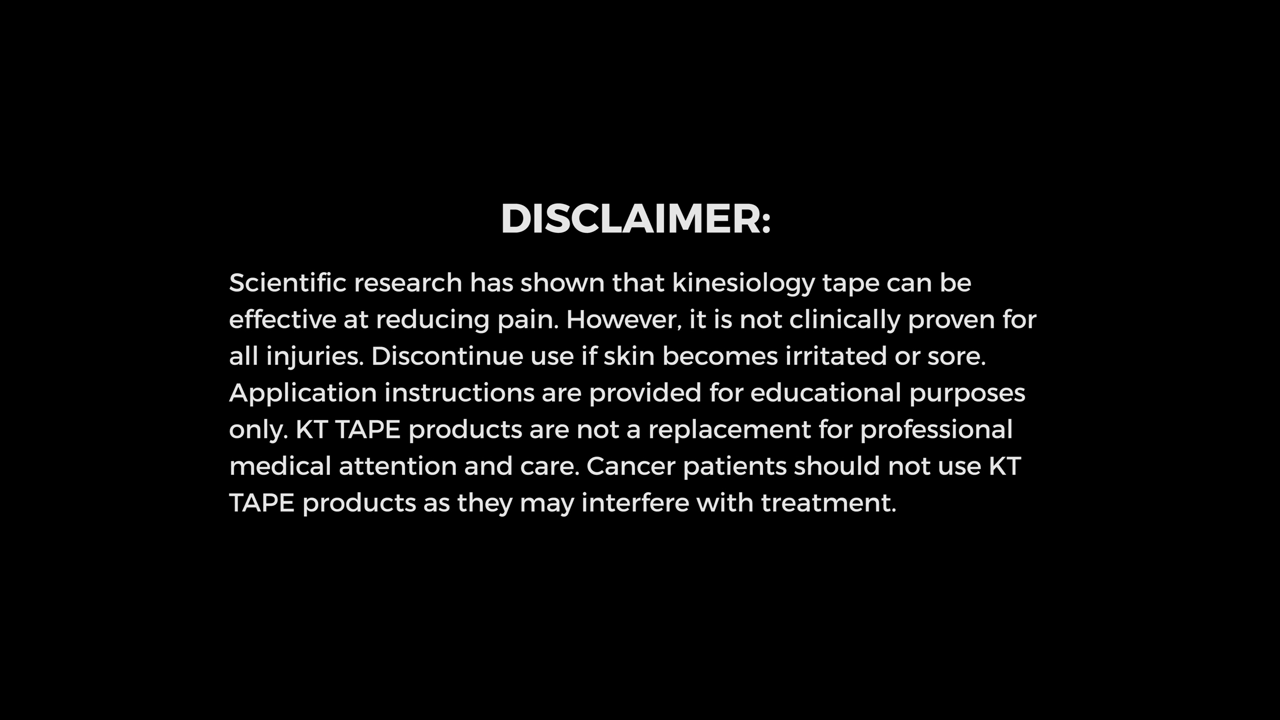 DISCLAIMER:
Scientific research has shown that kinesiology tape can be
effective at reducing pain. However, it is not clinically proven for
all injuries. Discontinue use if skin becomes irritated or sore.
Application instructions are provided for educational purposes
only. KT TAPE products are not a replacement for professional
medical attention and care. Cancer patients should not use KT
TAPE products as they may interfere with treatment.